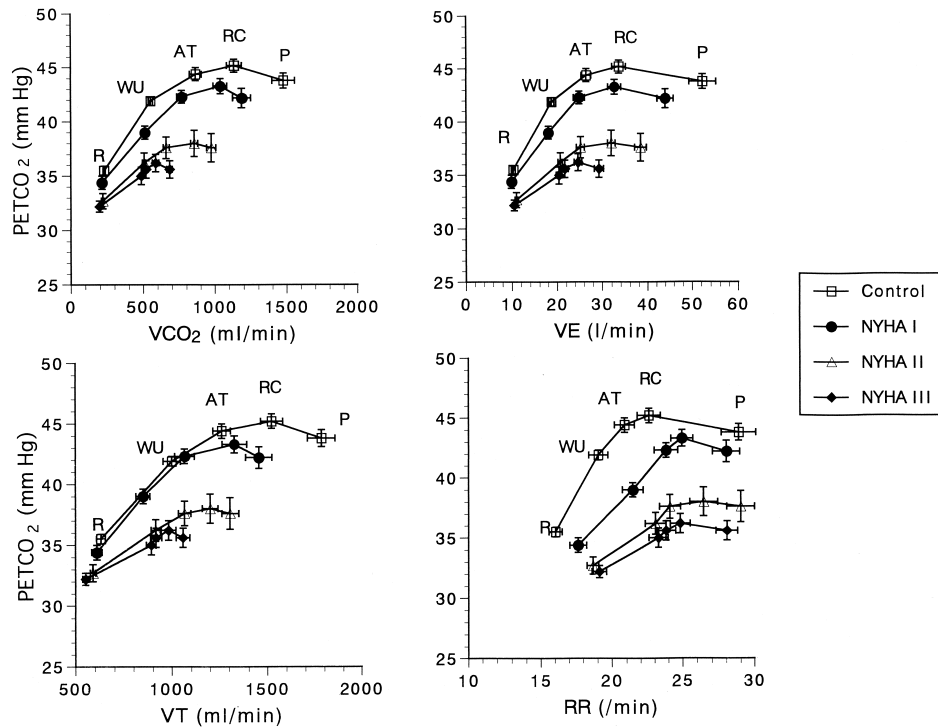 PETCO 2 (mm Hg)
50
45
40
35
30
25
R
WU
AT
RC
P
0
500
1000
1500
2000
VCO2 (ml/min)
50
45
40
35
30
25
R
WU
AT
RC
P
0
10
20
30
40
50
60
VE (l/min)
Control
NYHA I
NYHA II
NYHA III
PETCO 2 (mm Hg)
50
45
40
35
30
25
R
WU
AT
RC
P
500
1000
1500
2000
VT (ml/min)
50
45
40
35
30
25
R
WU
AT
RC
P
10
15
20
25
30
RR (/min)